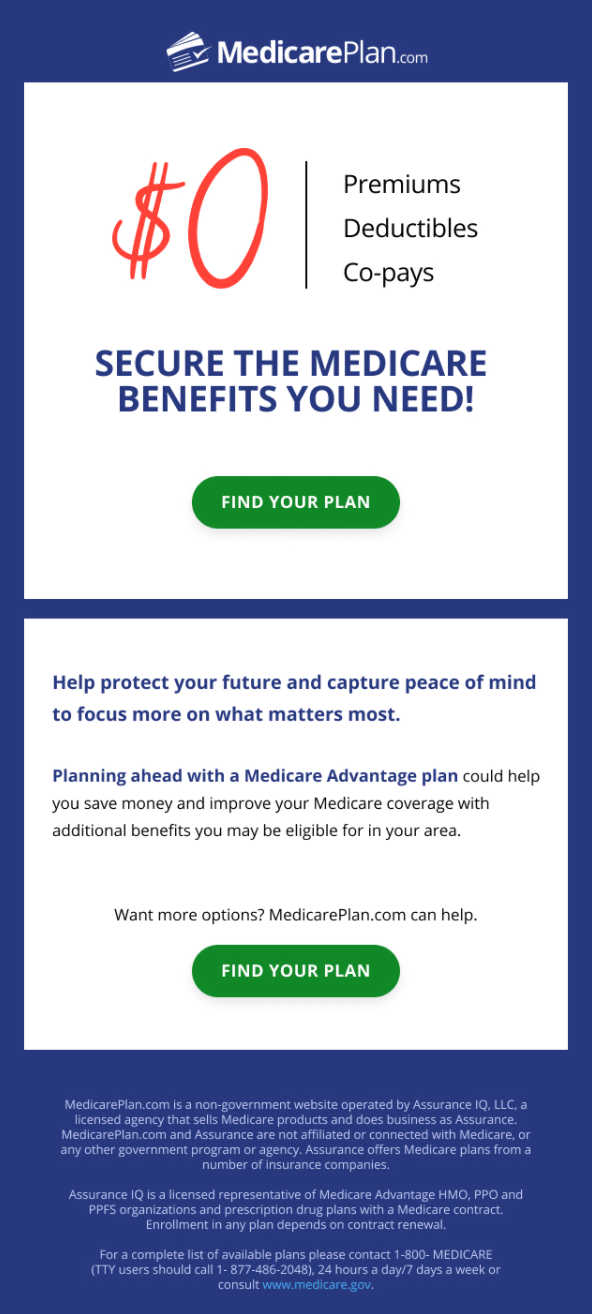 MedicarePlan.com
$0
Premiums
Deductibles
Co-pays
SECURE THE MEDICARE
BENEFITS YOU NEED!
FIND YOUR PLAN
Help protect your future and capture peace of mind
to focus more on what matters most.
Planning ahead with a Medicare Advantage plan could help
you save money and improve your Medicare coverage with
additional benefits you may be eligible for in your area.
Want more options? MedicarePlan.com can help.
FIND YOUR PLAN
MedicarePlan.com is a non-government website operated by Assurance IQ, LLC, a
licensed agency that sells Medicare products and does business as Assurance.
MedicarePlan.com and Assurance are not affiliated or connected with Medicare, or
any other government program or agency. Assurance offers Medicare plans from a
number of insurance companies.
Assurance IQ is a licensed representative of Medicare Advantage HMO, PPO and
PPFS organizations and prescription drug plans with a Medicare contract.
Enrollment in any plan depends on contract renewal.
For a complete list of available plans please contact 1-800- MEDICARE
(TTY users should call 1- 877-486-2048), 24 hours a day/7 days a week or
consult www.medicare.gov.